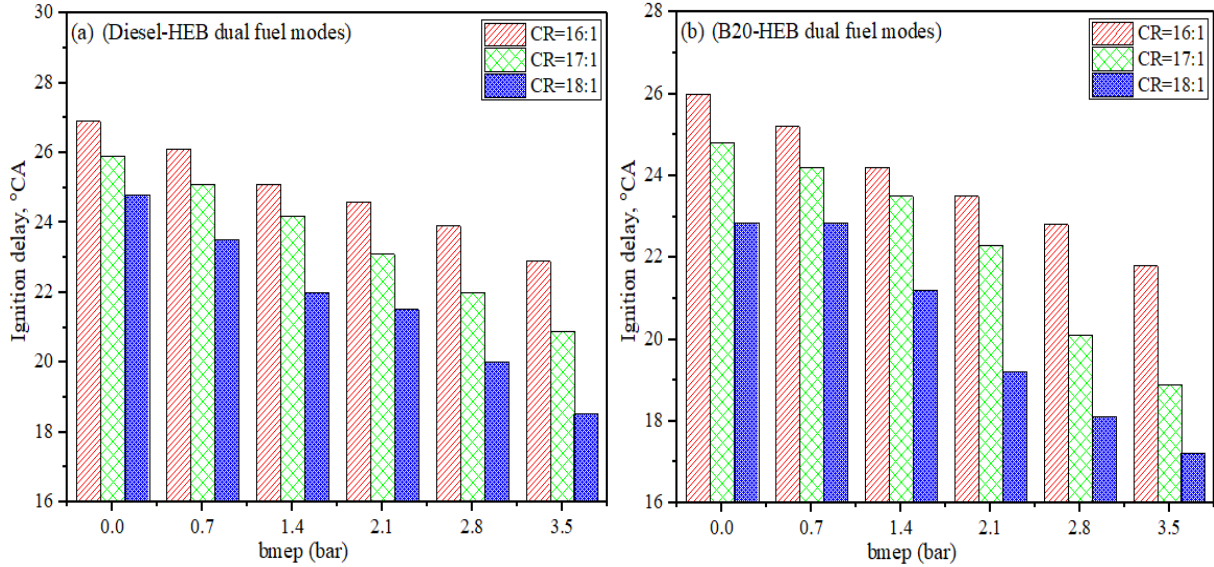 (a) (Diesel-HEB dual fuel modes)
CR=16:1
CR=17:1
CR=18:1
30
28
26
24
22
20
18
16
Ignition delay, °CA
0.0 0.7 1.4 2.1 2.8 3.5
bmep (bar)
(b) (B20-HEB dual fuel modes)
CR=16:1
CR=17:1
CR=18:1
28
26
24
22
20
18
16
Ignition delay, °CA
0.0 0.7 1.4 2.1 2.8 3.5
bmep (bar)